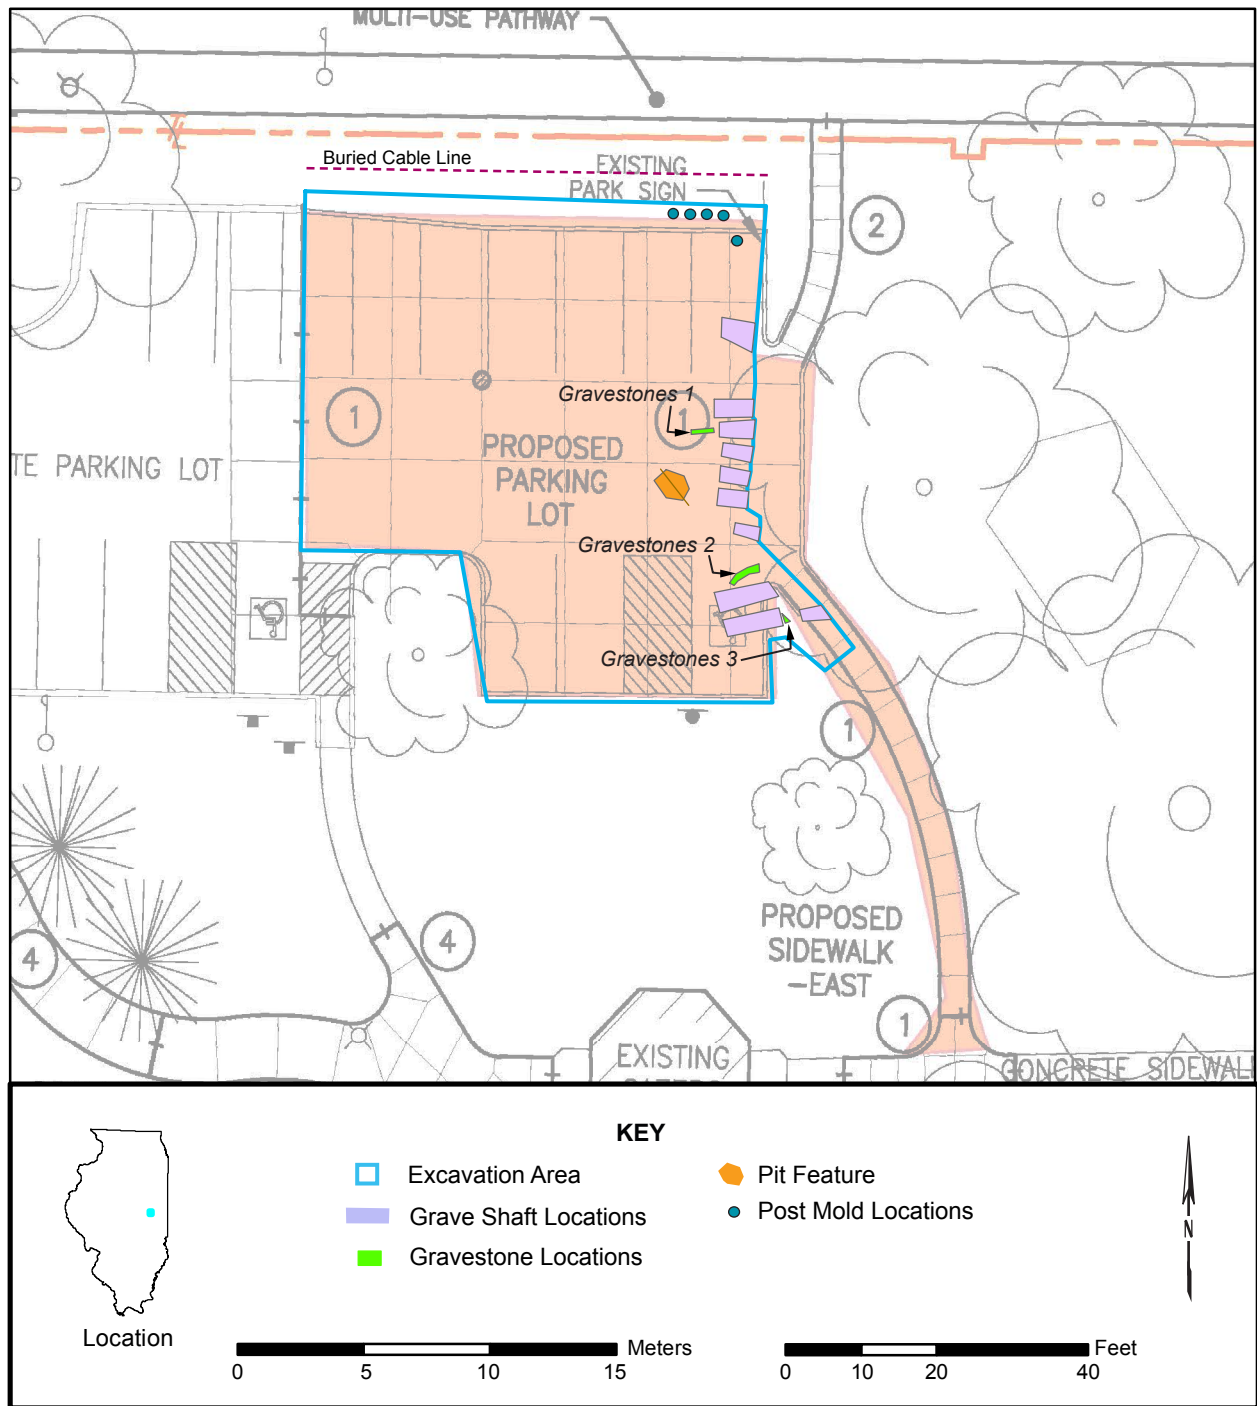 MULTI-USE PATHWAY
Buried Cable Line
EXISTING
PARK SIGN
2
Gravestones 1
1
1
PROPOSED
PARKING
LOT
TE PARKING LOT
Gravestones 2
Gravestones 3
1
PROPOSED
SIDEWALK
-EAST
4
4
1
EXISTING
CONCRETE SIDEWALK
KEY
Excavation Area
Grave Shaft Locations
Gravestone Locations
Pit Feature
Post Mold Locations
N
Location
Meters
0 5 10 15
Feet
0 10 20 40